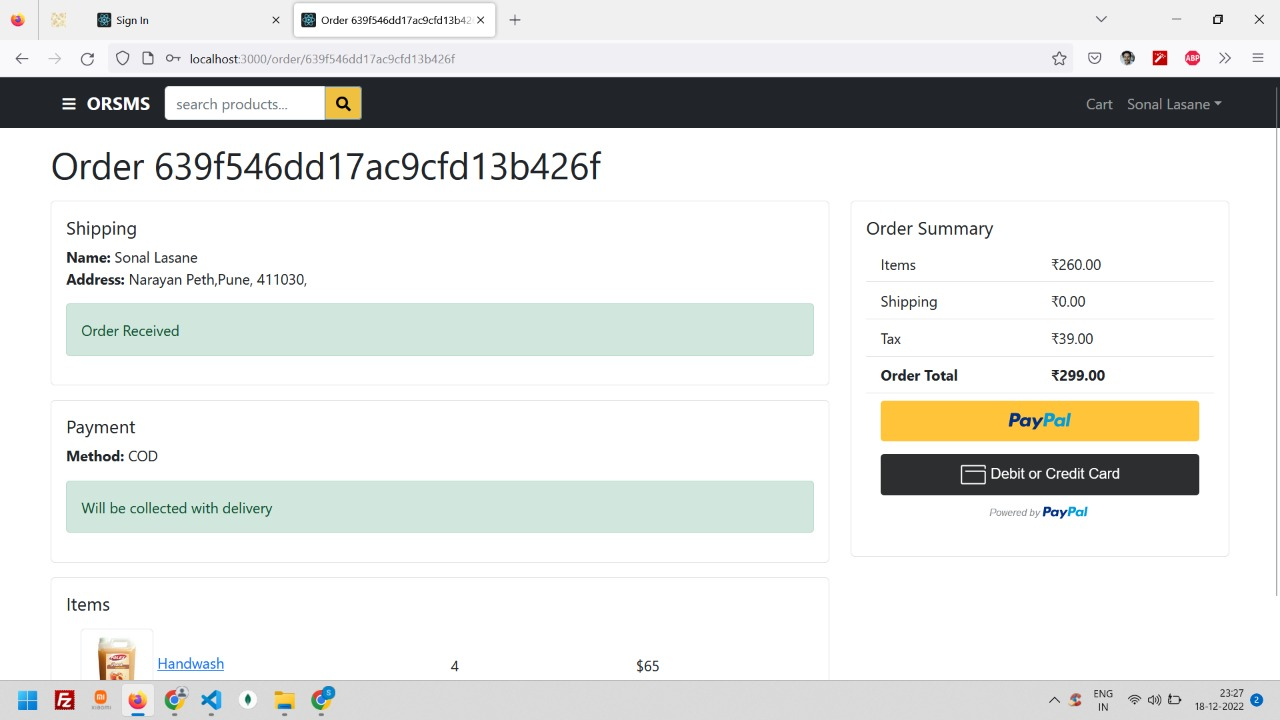 Sign In
Order 639f546dd17ac9cfd13b42
localhost:3000/order/639f546dd17ac9cfd13b426f
ABP
ORSMS
search products...
Cart
Sonal Lasane
Order 639f546dd17ac9cfd13b426f
Shipping
Name: Sonal Lasane
Address: Narayan Peth,Pune, 411030,
Order Received
Payment
Method: COD
Will be collected with delivery
Items
Handwash
4
$65
Order Summary
Items ₹260.00
Shipping ₹0.00
Tax ₹39.00
Order Total ₹299.00
PayPal
Debit or Credit Card
Powered by PayPal
Fz
mi
S
ENG
IN
23:27
18-12-2022
2